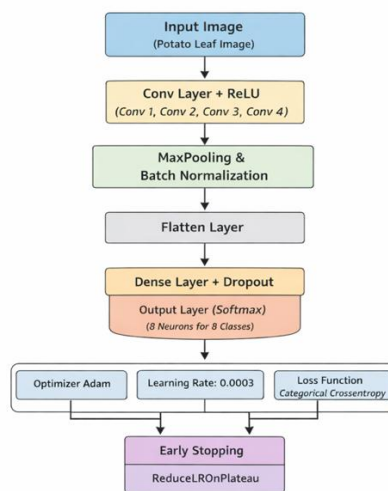 Input Image
(Potato Leaf Image)
Conv Layer + ReLU
(Conv 1, Conv 2, Conv 3, Conv 4)
MaxPooling &
Batch Normalization
Flatten Layer
Dense Layer + Dropout
Output Layer (Softmax)
(8 Neurons for 8 Classes)
Optimizer Adam
Learning Rate: 0.0003
Loss Function
Categorical Crossentropy
Early Stopping
ReduceLROnPlateau